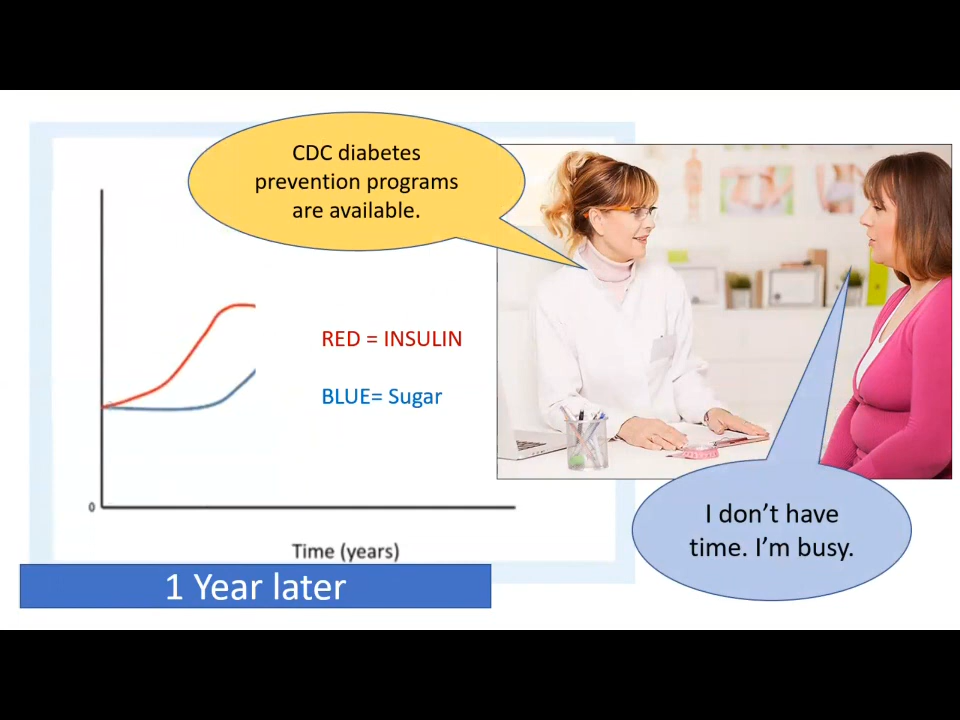 CDC diabetes
prevention programs
are available.
RED = INSULIN
BLUE= Sugar
0
Time (years)
1 Year later
I don’t have
time. I’m busy.